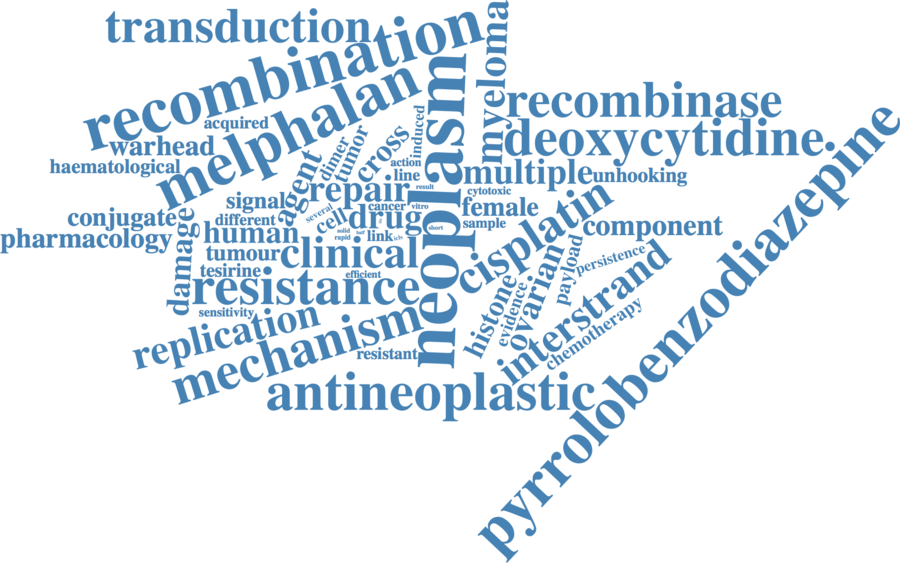 transduction
recombination
myeloma
melphalan
neoplasm
recombinase
deoxycytidine
pyrrolobenzodiazepine
acquired
warhead
haematological
induced
cross
tumor
dimer
action
line
agent
repair
result
multiple
unhooking
cytotoxic
signal
several
cancer
vitro
female
cisplatin
conjugate
different
cell
drug
sample
component
pharmacology
damage
human
solid
half
rapid
link
icls
short
tumour
clinical
tesirine
efficient
resistance
histone
evidence
ovarian
payload
persistence
sensitivity
replication
mechanism
resistant
interstrand
chemotherapy
antineoplastic